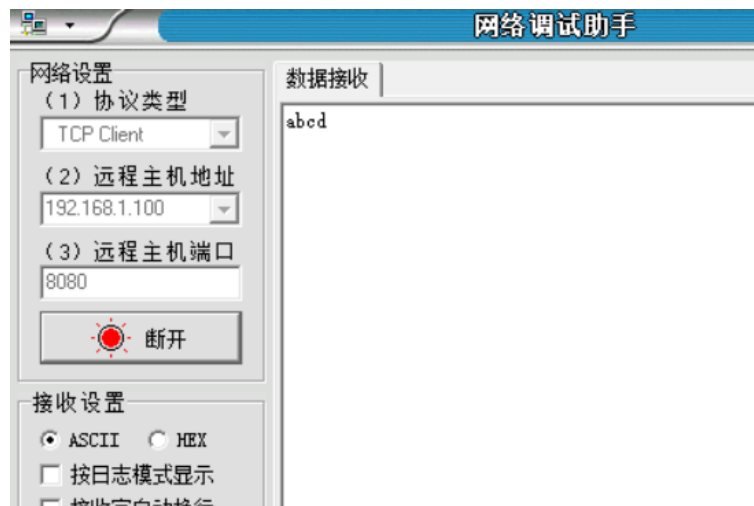 网络调试助手
网络设置
(1) 协议类型
TCP Client
(2) 远程主机地址
192.168.1.100
(3) 远程主机端口
8080
断开
接收设置
ASCII HEX
按日志模式显示
数据接收
abcd